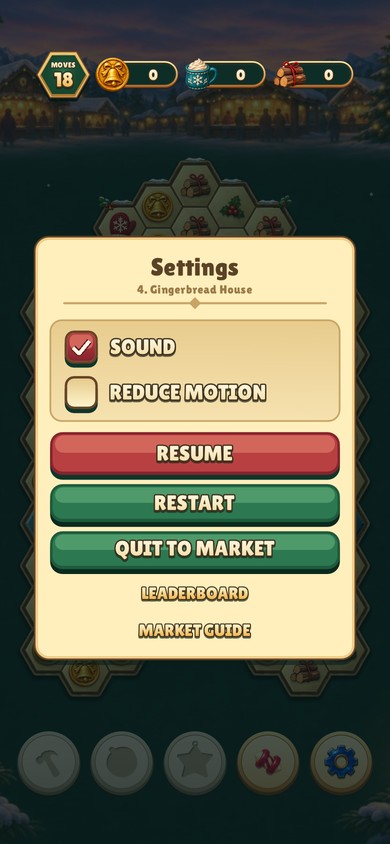 MOVES
18
0
0
0
Settings
4. Gingerbread House
SOUND
REDUCE MOTION
RESUME
RESTART
QUIT TO MARKET
LEADERBOARD
MARKET GUIDE